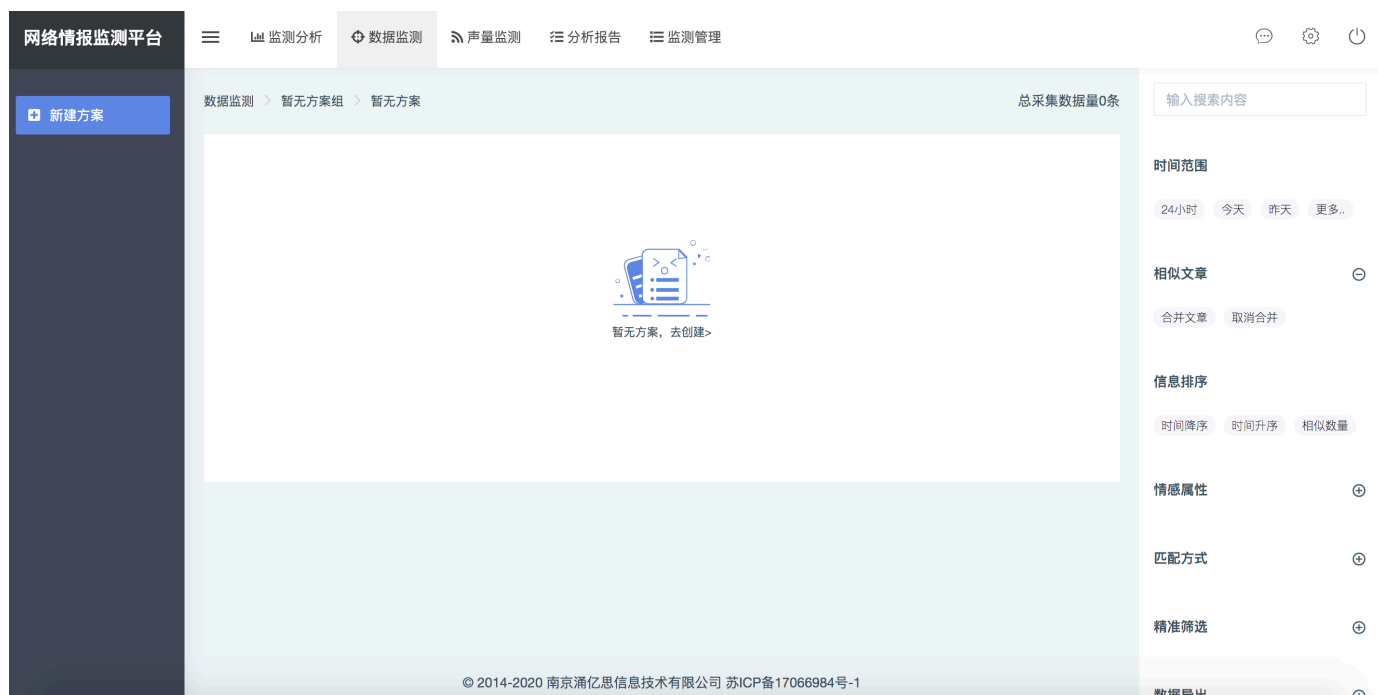 网络情报监测平台
监测分析 数据监测 声量监测 分析报告 监测管理
新建方案
数据监测 > 暂无方案组 > 暂无方案 总采集数据量0条
暂无方案，去创建>
输入搜索内容
时间范围
24小时 今天 昨天 更多..
相似文章
合并文章 取消合并
信息排序
时间降序 时间升序 相似数量
情感属性
匹配方式
精准筛选
数据导出
© 2014-2020 南京涌亿思信息技术有限公司 苏ICP备17066984号-1